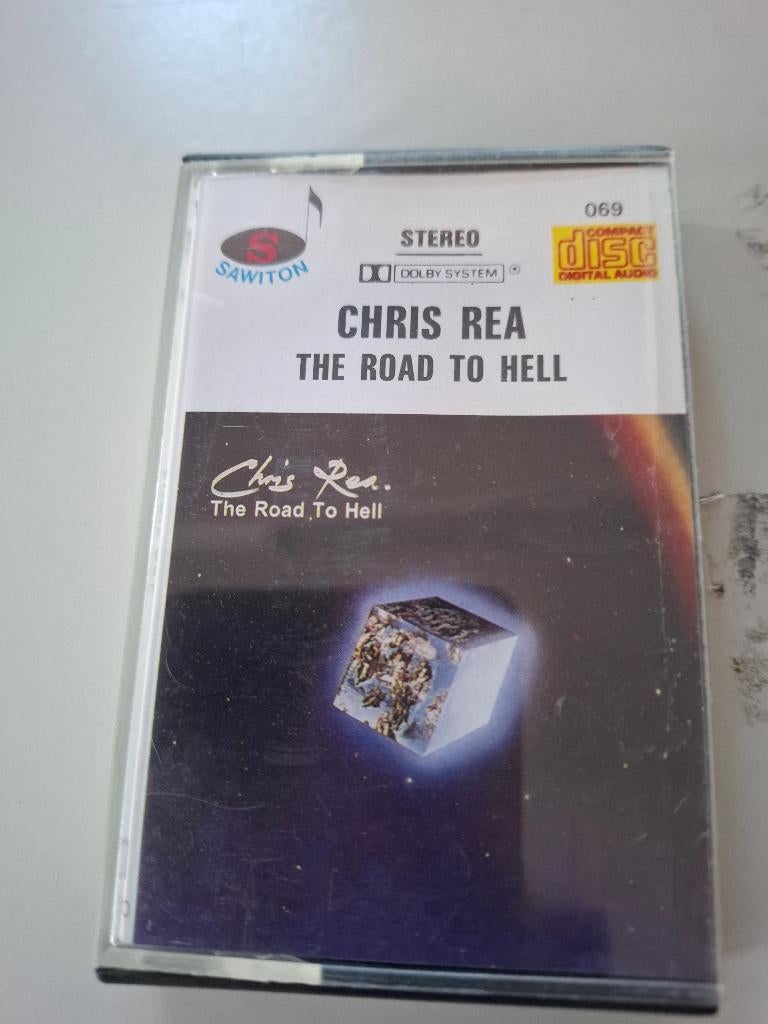 069
S
SAWITON
STEREO
DOLBY SYSTEM ®
COMPACT
disc
DIGITAL AUDIO
CHRIS REA
THE ROAD TO HELL
Chris Rea.
The Road To Hell